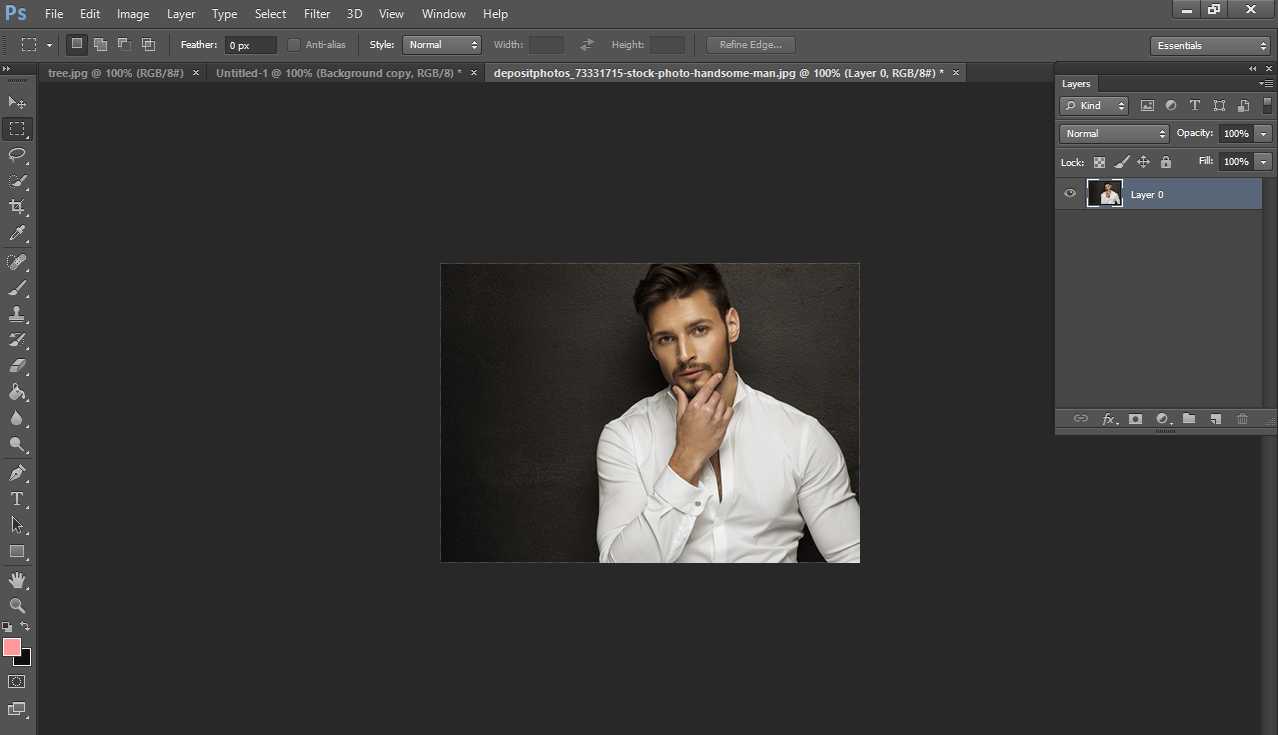 Ps File Edit Image Layer Type Select Filter 3D View Window Help
Feather: 0 px Anti-alias Style: Normal Width: Height: Refine Edge... Essentials
tree.jpg @ 100% (RGB/8#) × Untitled-1 @ 100% (Background copy, RGB/8) * × depositphotos_73331715-stock-photo-handsome-man.jpg @ 100% (Layer 0, RGB/8#) * ×
Layers
Kind
Normal Opacity: 100%
Lock: Fill: 100%
Layer 0
fx
T